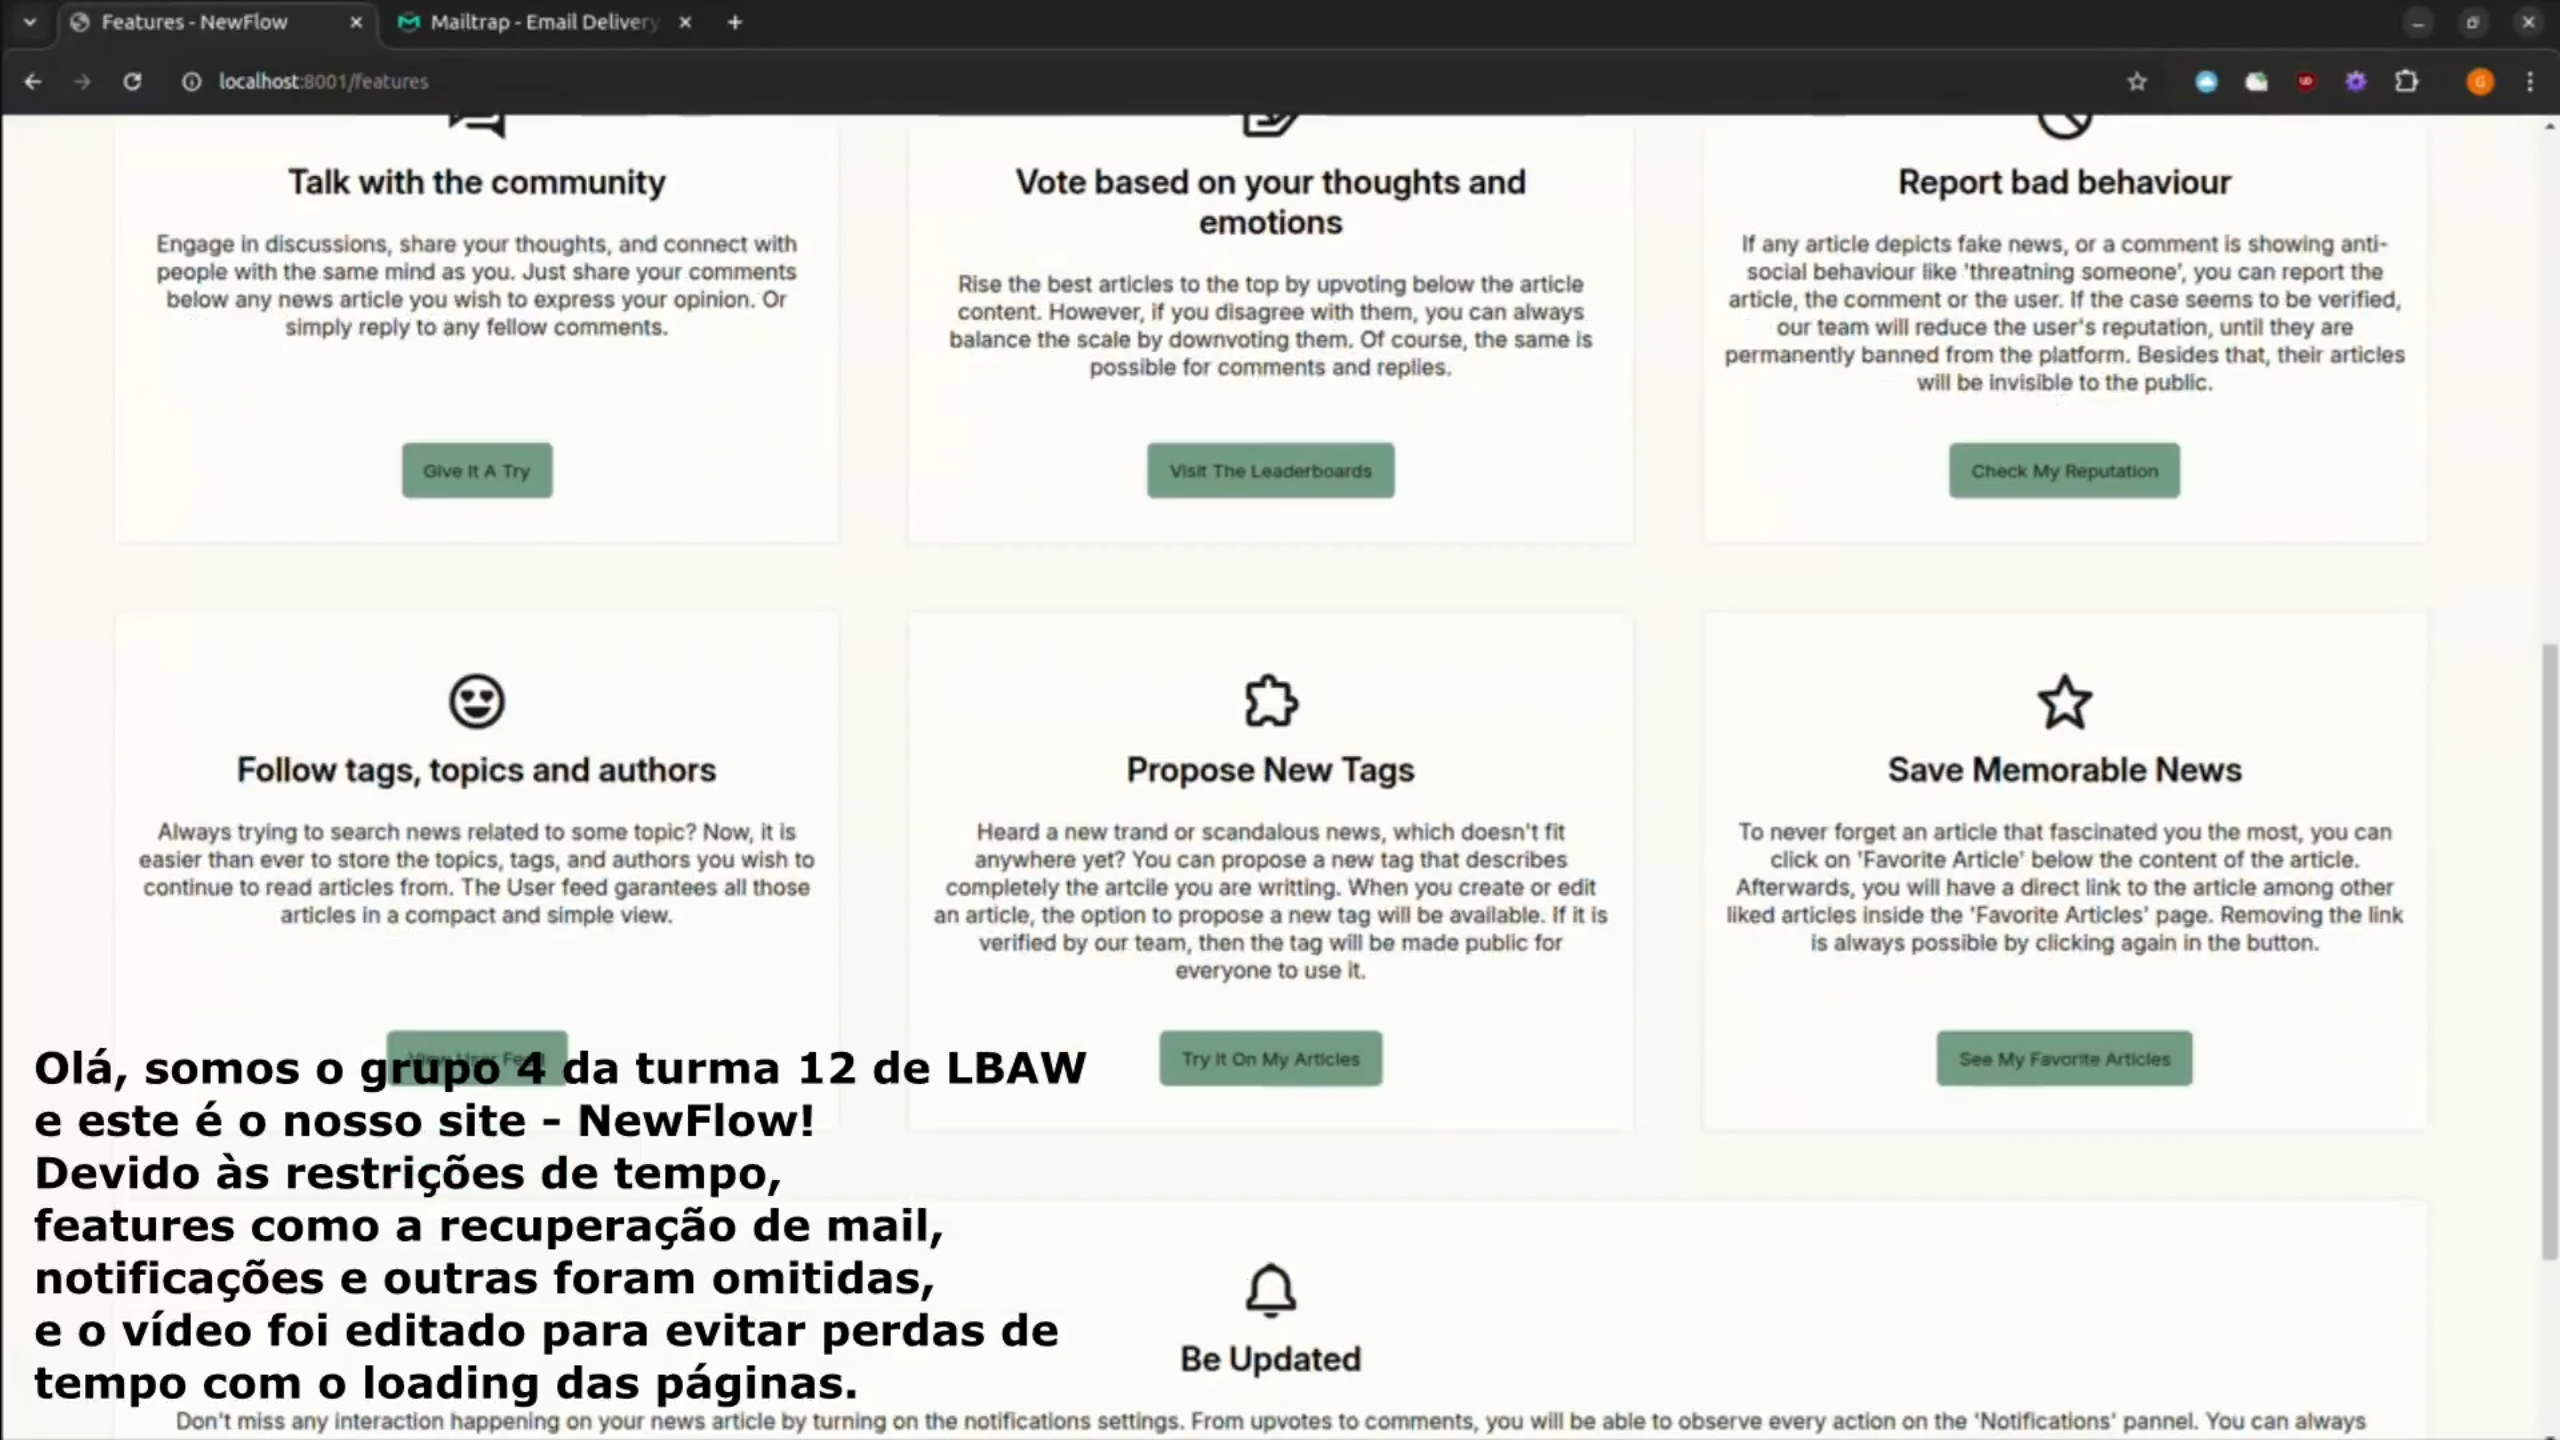 Features - NewFlow
Mailtrap - Email Delivery
localhost:8001/features
Talk with the community
Engage in discussions, share your thoughts, and connect with
people with the same mind as you. Just share your comments
below any news article you wish to express your opinion. Or
simply reply to any fellow comments.
Give It A Try
Vote based on your thoughts and
emotions
Rise the best articles to the top by upvoting below the article
content. However, if you disagree with them, you can always
balance the scale by downvoting them. Of course, the same is
possible for comments and replies.
Visit The Leaderboards
Report bad behaviour
If any article depicts fake news, or a comment is showing anti-
social behaviour like 'threatning someone', you can report the
article, the comment or the user. If the case seems to be verified,
our team will reduce the user's reputation, until they are
permanently banned from the platform. Besides that, their articles
will be invisible to the public.
Check My Reputation
Follow tags, topics and authors
Always trying to search news related to some topic? Now, it is
easier than ever to store the topics, tags, and authors you wish to
continue to read articles from. The User feed garantees all those
articles in a compact and simple view.
View User Feed
Propose New Tags
Heard a new trand or scandalous news, which doesn't fit
anywhere yet? You can propose a new tag that describes
completely the artcile you are writting. When you create or edit
an article, the option to propose a new tag will be available. If it is
verified by our team, then the tag will be made public for
everyone to use it.
Try It On My Articles
Save Memorable News
To never forget an article that fascinated you the most, you can
click on 'Favorite Article' below the content of the article.
Afterwards, you will have a direct link to the article among other
liked articles inside the 'Favorite Articles' page. Removing the link
is always possible by clicking again in the button.
See My Favorite Articles
Olá, somos o grupo 4 da turma 12 de LBAW
e este é o nosso site - NewFlow!
Devido às restrições de tempo,
features como a recuperação de mail,
notificações e outras foram omitidas,
e o vídeo foi editado para evitar perdas de
tempo com o loading das páginas.
Be Updated
Don't miss any interaction happening on your news article by turning on the notifications settings. From upvotes to comments, you will be able to observe every action on the 'Notifications' pannel. You can always